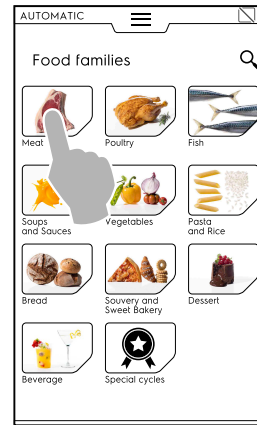 AUTOMATIC
Food families
Meat
Poultry
Fish
Soups
and Sauces
Vegetables
Pasta
and Rice
Bread
Souvery and
Sweet Bakery
Dessert
Beverage
Special cycles